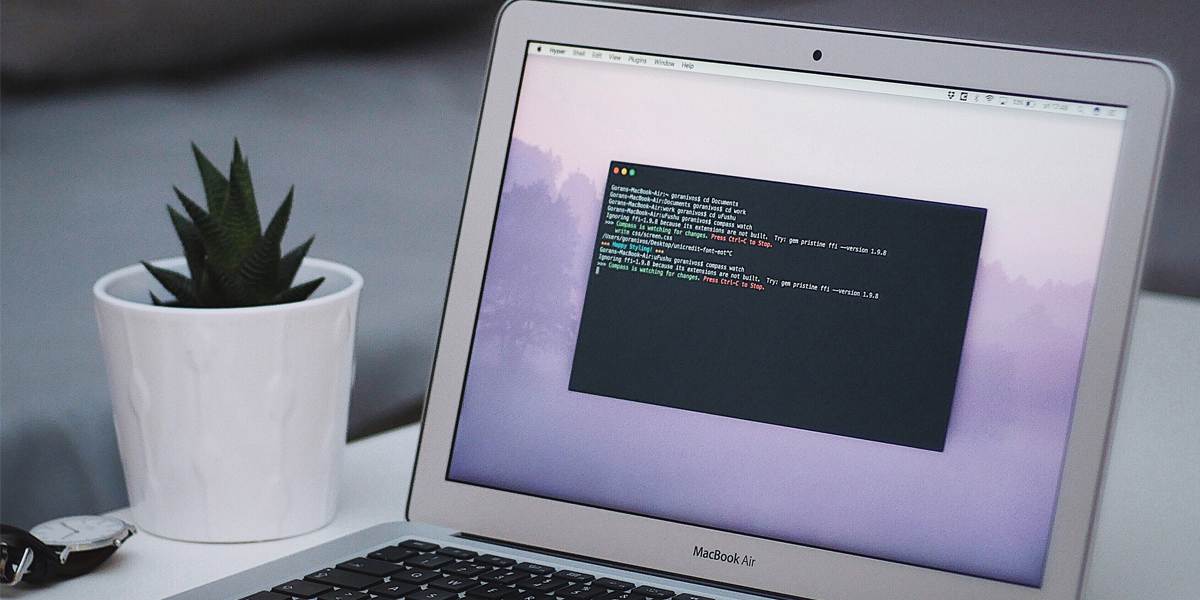 Hyper Shell Edit View Plugins Window Help
Gorans-MacBook-Air:~ goranivos$ cd Documents
Gorans-MacBook-Air:Documents goranivos$ cd work
Gorans-MacBook-Air:work goranivos$ cd uFushu
Gorans-MacBook-Air:uFushu goranivos$ compass watch
Ignoring ffi-1.9.8 because its extensions are not built.  Try: gem pristine ffi --version 1.9.8
>>> Compass is watching for changes. Press Ctrl-C to Stop.
write css/screen.css
/Users/goranivos/Desktop/unicredit-font-eot^C
*** Happy Styling! ***
Gorans-MacBook-Air:uFushu goranivos$ compass watch
Ignoring ffi-1.9.8 because its extensions are not built.  Try: gem pristine ffi --version 1.9.8
>>> Compass is watching for changes. Press Ctrl-C to Stop.
MacBook Air